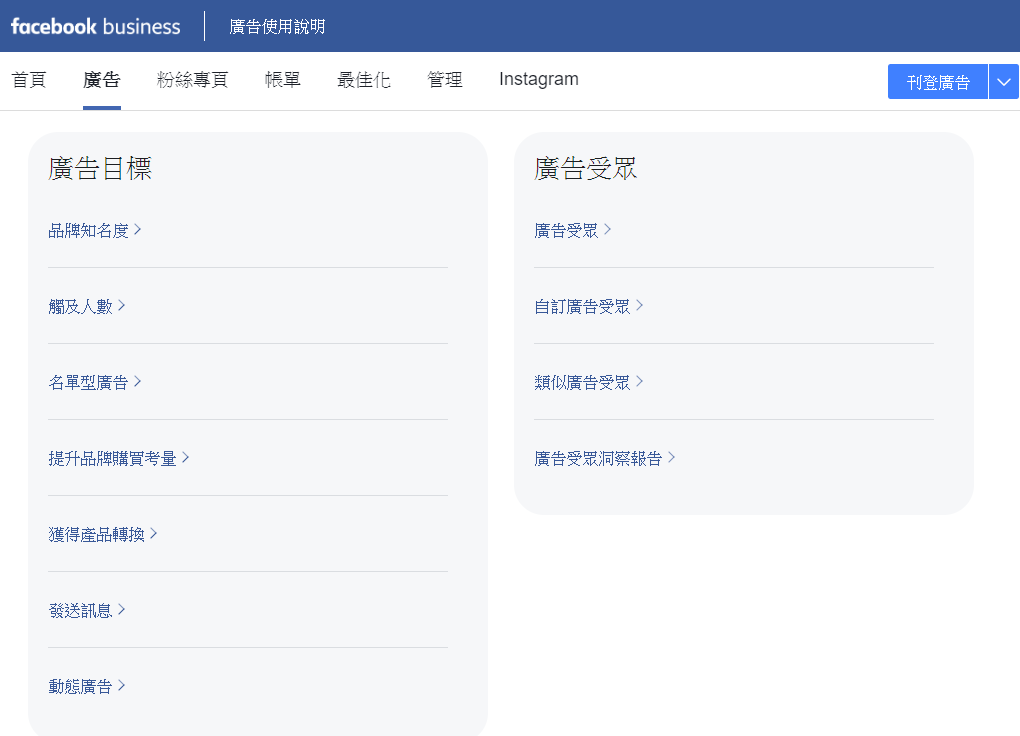 facebook business 廣告使用說明
首頁 廣告 粉絲專頁 帳單 最佳化 管理 Instagram 刊登廣告
廣告目標
品牌知名度
觸及人數
名單型廣告
提升品牌購買考量
獲得產品轉換
發送訊息
動態廣告
廣告受眾
廣告受眾
自訂廣告受眾
類似廣告受眾
廣告受眾洞察報告